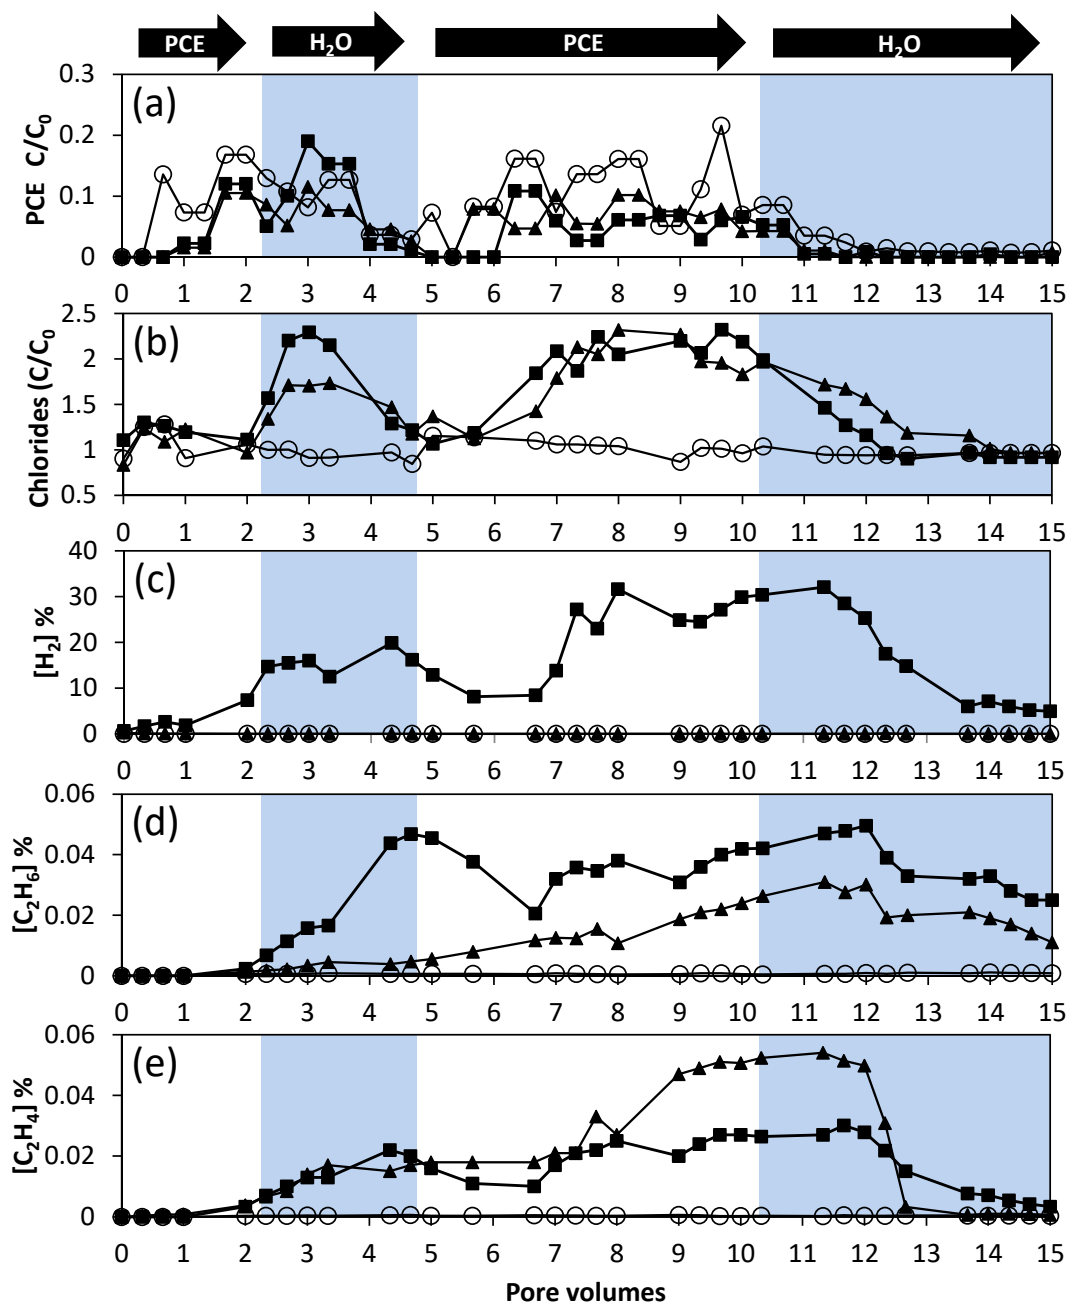 PCE H₂O PCE H₂O
(a)
PCE C/C₀
0.3
0.2
0.1
0
0 1 2 3 4 5 6 7 8 9 10 11 12 13 14 15
(b)
Chlorides (C/C₀)
2.5
2
1.5
1
0.5
0 1 2 3 4 5 6 7 8 9 10 11 12 13 14 15
(c)
[H₂] %
40
30
20
10
0
0 1 2 3 4 5 6 7 8 9 10 11 12 13 14 15
(d)
[C₂H₆] %
0.06
0.04
0.02
0
0 1 2 3 4 5 6 7 8 9 10 11 12 13 14 15
(e)
[C₂H₄] %
0.06
0.04
0.02
0
0 1 2 3 4 5 6 7 8 9 10 11 12 13 14 15
Pore volumes